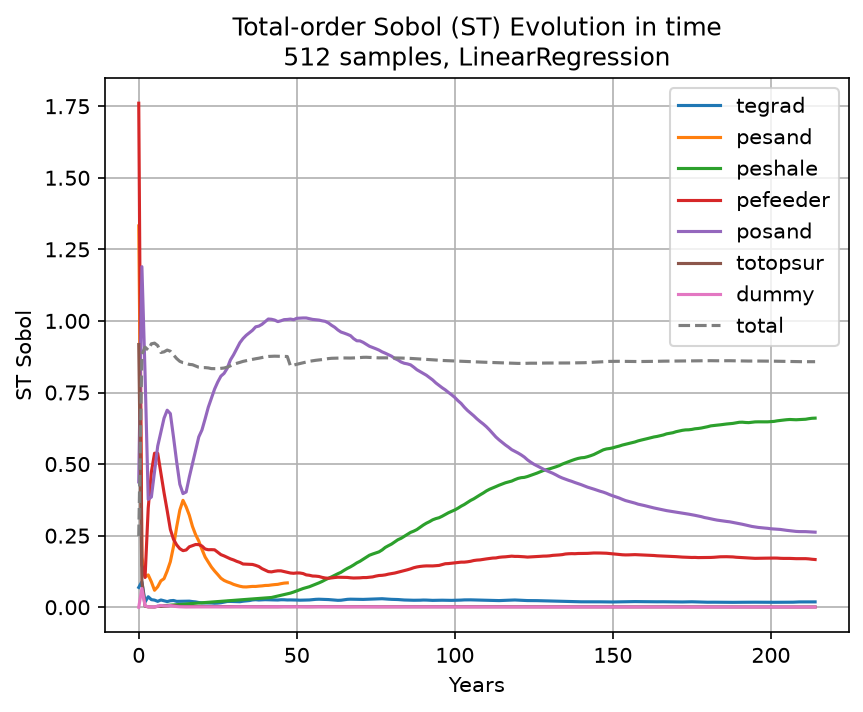 Total-order Sobol (ST) Evolution in time
512 samples, LinearRegression
ST Sobol
1.75
1.50
1.25
1.00
0.75
0.50
0.25
0.00
tegrad
pesand
peshale
pefeeder
posand
totopsur
dummy
total
0
50
100
150
200
Years